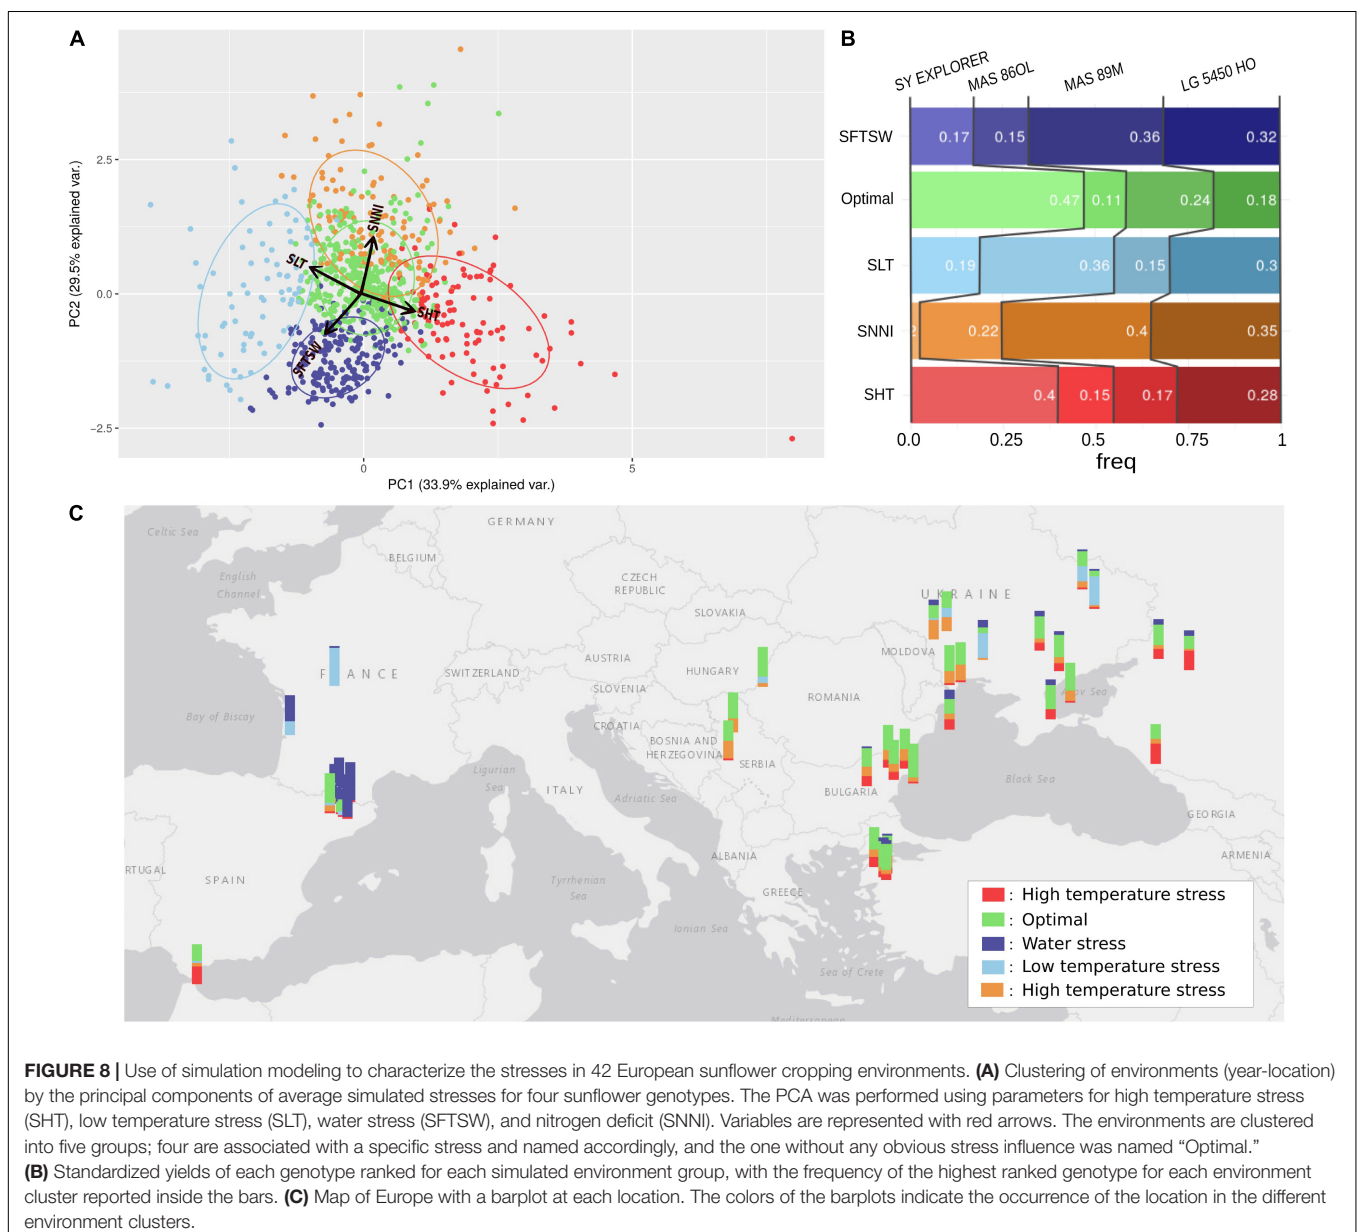 A
PC2 (29.5% explained var.)
2.5
0.0
−2.5
SNNI
SLT
SHT
SFTSW
0
5
PC1 (33.9% explained var.)
B
SY EXPLORER
MAS 86OL
MAS 89M
LG 5450 HO
SFTSW
0.17
0.15
0.36
0.32
Optimal
0.47
0.11
0.24
0.18
SLT
0.19
0.36
0.15
0.3
SNNI
2
0.22
0.4
0.35
SHT
0.4
0.15
0.17
0.28
0.0
0.25
0.5
0.75
1
freq
C
Celtic Sea
GERMANY
BELGIUM
English
Channel
CZECH
REPUBLIC
UKRAINE
SLOVAKIA
FRANCE
SWITZERLAND
AUSTRIA
HUNGARY
MOLDOVA
SLOVENIA
ROMANIA
Azov Sea
Bay of Biscay
CROATIA
BOSNIA AND
HERZEGOVINA
SERBIA
Ligurian
Sea
ITALY
Adriatic Sea
BULGARIA
Black Sea
GEORGIA
ALBANIA
ARMENIA
RTUGAL
SPAIN
Tyrrhenian
Sea
GREECE
Ionian Sea
Sea of Crete
Mediterranean
: High temperature stress
: Optimal
: Water stress
: Low temperature stress
: High temperature stress
FIGURE 8 | Use of simulation modeling to characterize the stresses in 42 European sunflower cropping environments. (A) Clustering of environments (year-location)
by the principal components of average simulated stresses for four sunflower genotypes. The PCA was performed using parameters for high temperature stress
(SHT), low temperature stress (SLT), water stress (SFTSW), and nitrogen deficit (SNNI). Variables are represented with red arrows. The environments are clustered
into five groups; four are associated with a specific stress and named accordingly, and the one without any obvious stress influence was named “Optimal.”
(B) Standardized yields of each genotype ranked for each simulated environment group, with the frequency of the highest ranked genotype for each environment
cluster reported inside the bars. (C) Map of Europe with a barplot at each location. The colors of the barplots indicate the occurrence of the location in the different
environment clusters.